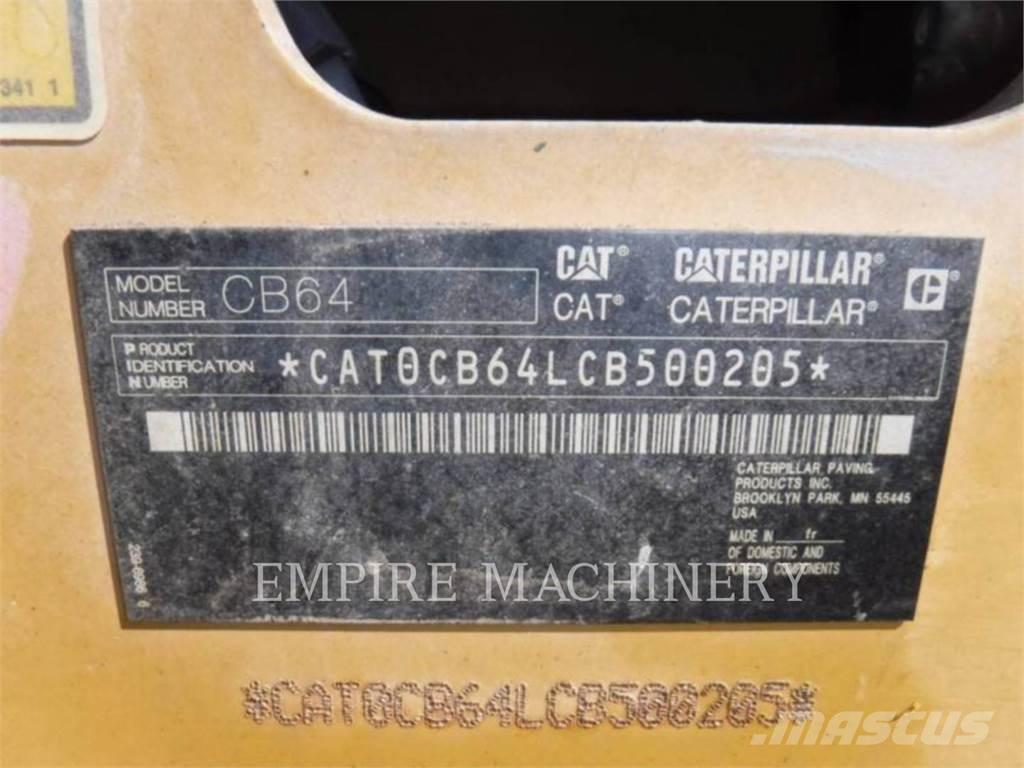 341 1
CAT® CATERPILLAR®
CAT® CATERPILLAR®
MODEL
NUMBER CB64
PRODUCT
IDENTIFICATION
NUMBER
*CAT0CB64LCB500205*
CATERPILLAR PAVING
PRODUCTS INC.
BROOKLYN PARK, MN 55445
USA
MADE IN fr
OF DOMESTIC AND
FOREIGN COMPONENTS
EMPIRE MACHINERY
*CAT0CB64LCB500205*
MASCUS